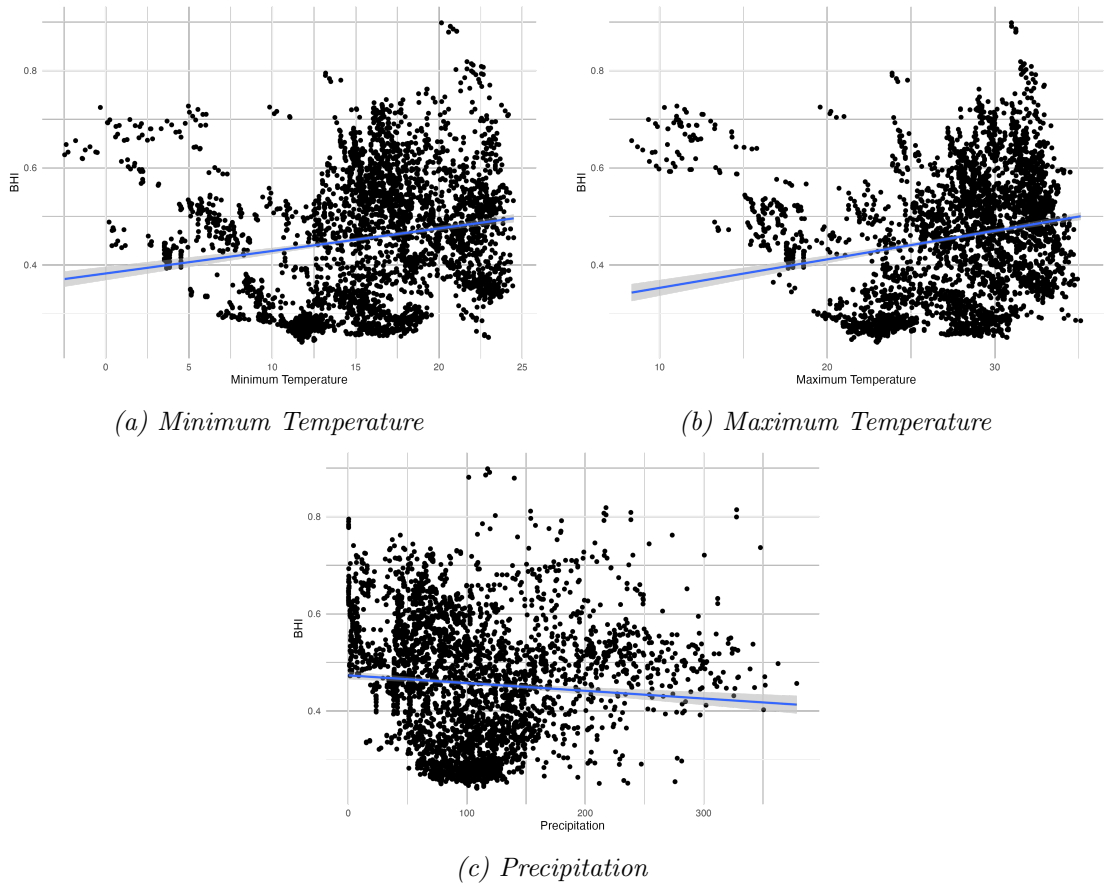 BHI
0.8
0.6
0.4
0 5 10 15 20 25
Minimum Temperature
(a) Minimum Temperature
BHI
0.8
0.6
0.4
10 20 30
Maximum Temperature
(b) Maximum Temperature
BHI
0.8
0.6
0.4
0 100 200 300
Precipitation
(c) Precipitation